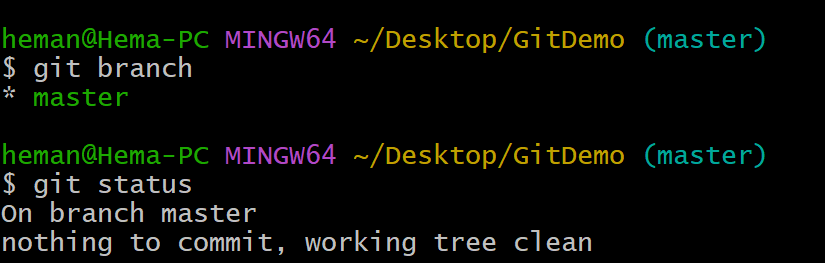 heman@Hema-PC MINGW64 ~/Desktop/GitDemo (master)
$ git branch
* master
heman@Hema-PC MINGW64 ~/Desktop/GitDemo (master)
$ git status
On branch master
nothing to commit, working tree clean